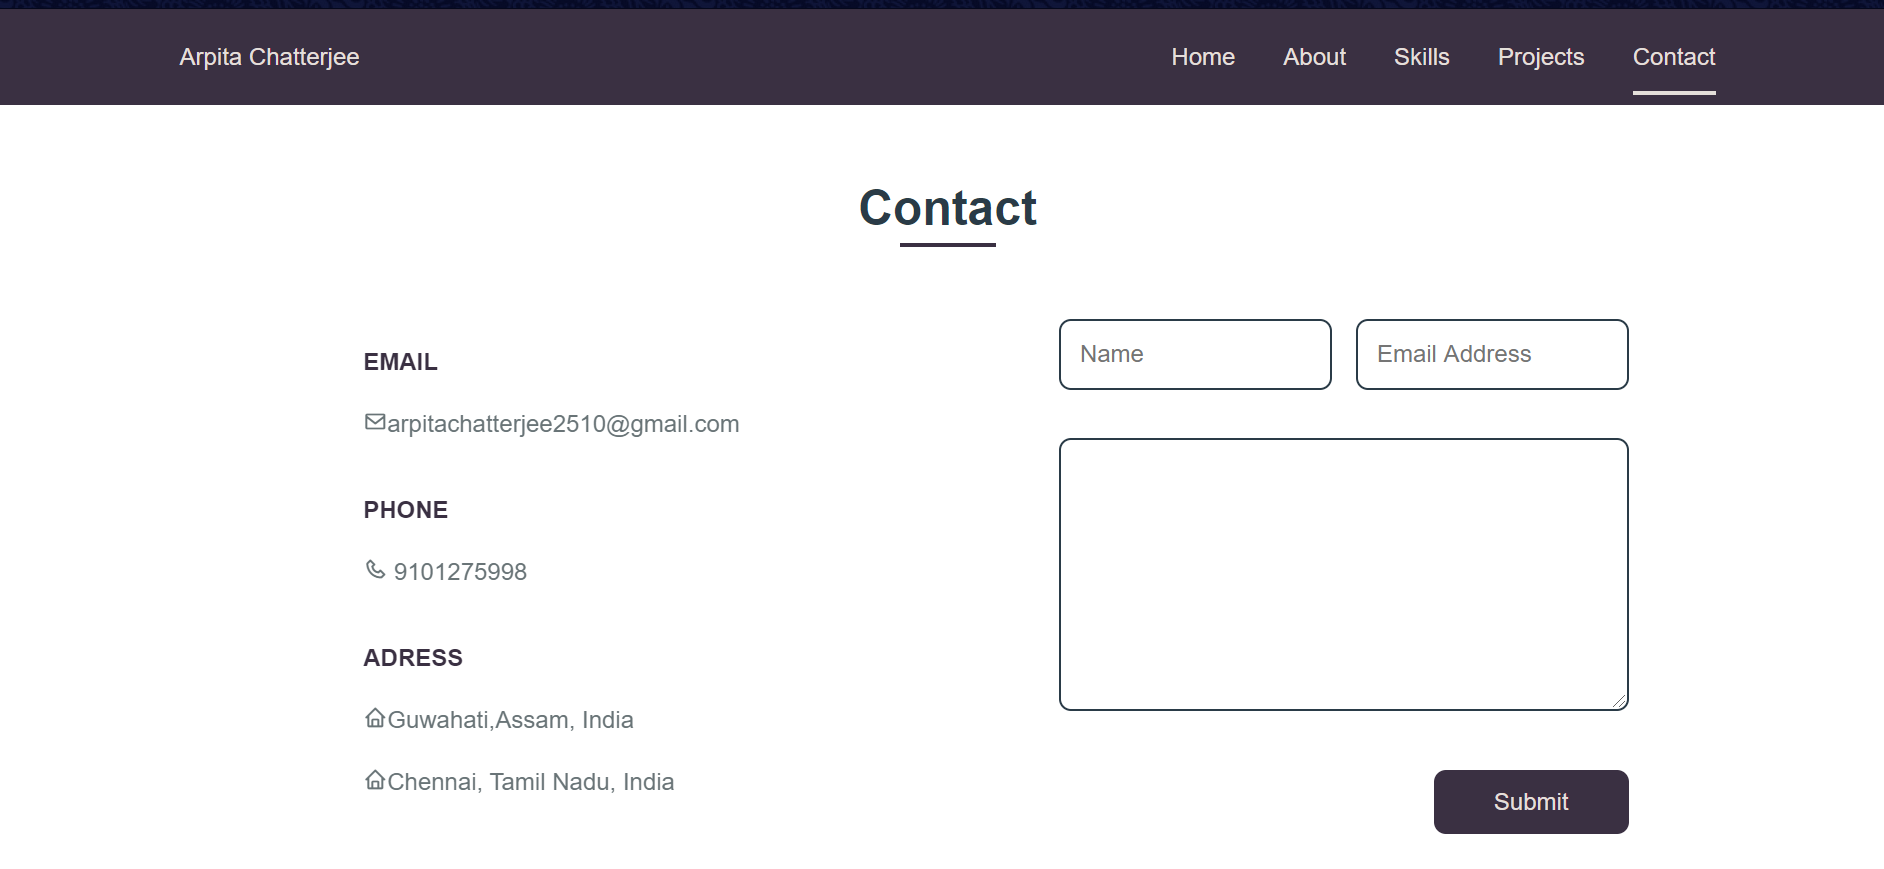 Arpita Chatterjee
Home About Skills Projects Contact
Contact
EMAIL
arpitachatterjee2510@gmail.com
PHONE
9101275998
ADRESS
Guwahati,Assam, India
Chennai, Tamil Nadu, India
Name Email Address
Submit